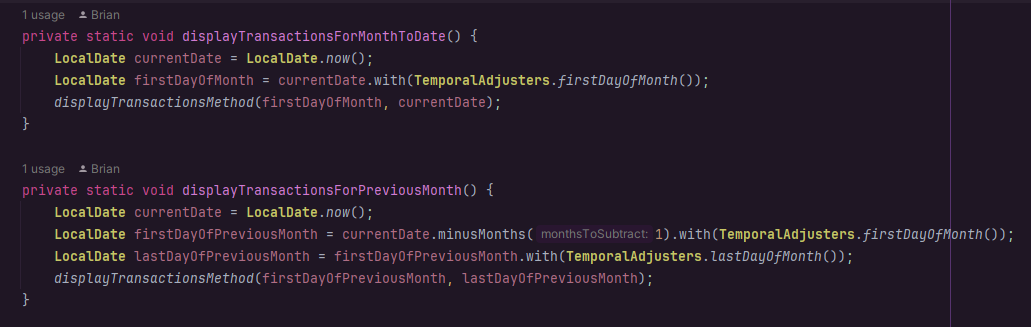 1 usage Brian
private static void displayTransactionsForMonthToDate() {
    LocalDate currentDate = LocalDate.now();
    LocalDate firstDayOfMonth = currentDate.with(TemporalAdjusters.firstDayOfMonth());
    displayTransactionsMethod(firstDayOfMonth, currentDate);
}
1 usage Brian
private static void displayTransactionsForPreviousMonth() {
    LocalDate currentDate = LocalDate.now();
    LocalDate firstDayOfPreviousMonth = currentDate.minusMonths( monthsToSubtract: 1).with(TemporalAdjusters.firstDayOfMonth());
    LocalDate lastDayOfPreviousMonth = firstDayOfPreviousMonth.with(TemporalAdjusters.lastDayOfMonth());
    displayTransactionsMethod(firstDayOfPreviousMonth, lastDayOfPreviousMonth);
}